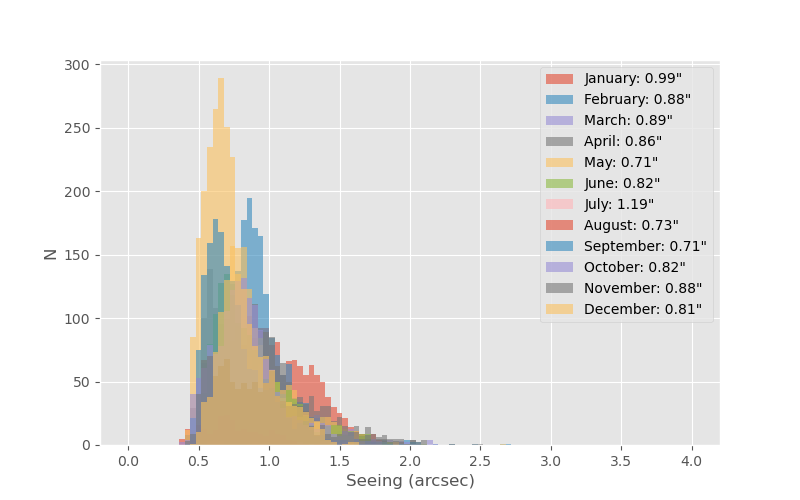 300
250
200
150
100
50
0
N
January: 0.99"
February: 0.88"
March: 0.89"
April: 0.86"
May: 0.71"
June: 0.82"
July: 1.19"
August: 0.73"
September: 0.71"
October: 0.82"
November: 0.88"
December: 0.81"
0.0 0.5 1.0 1.5 2.0 2.5 3.0 3.5 4.0
Seeing (arcsec)